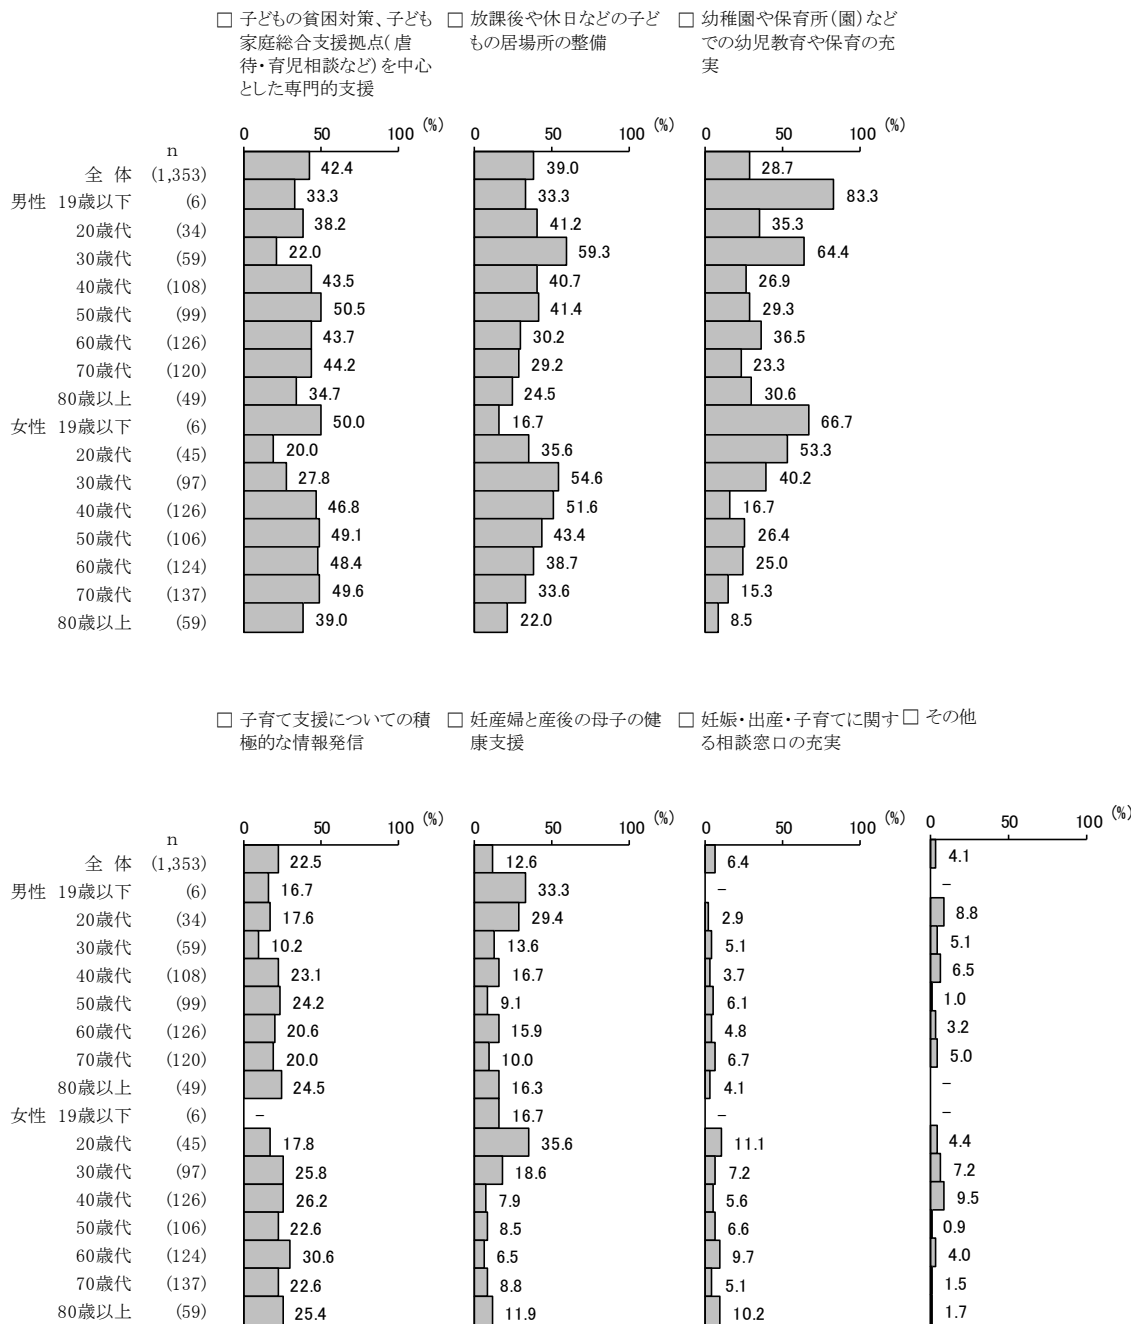 □ 子どもの貧困対策、子ども家庭総合支援拠点(虐待・育児相談など)を中心とした専門的支援
□ 放課後や休日などの子どもの居場所の整備
□ 幼稚園や保育所(園)などでの幼児教育や保育の充実
0 50 100 (%) 0 50 100 (%) 0 50 100 (%)
n
全 体 (1,353) 42.4 39.0 28.7
男性 19歳以下 (6) 33.3 33.3 83.3
20歳代 (34) 38.2 41.2 35.3
30歳代 (59) 22.0 59.3 64.4
40歳代 (108) 43.5 40.7 26.9
50歳代 (99) 50.5 41.4 29.3
60歳代 (126) 43.7 30.2 36.5
70歳代 (120) 44.2 29.2 23.3
80歳以上 (49) 34.7 24.5 30.6
女性 19歳以下 (6) 50.0 16.7 66.7
20歳代 (45) 20.0 35.6 53.3
30歳代 (97) 27.8 54.6 40.2
40歳代 (126) 46.8 51.6 16.7
50歳代 (106) 49.1 43.4 26.4
60歳代 (124) 48.4 38.7 25.0
70歳代 (137) 49.6 33.6 15.3
80歳以上 (59) 39.0 22.0 8.5
□ 子育て支援についての積極的な情報発信
□ 妊産婦と産後の母子の健康支援
□ 妊娠・出産・子育てに関する相談窓口の充実
□ その他
0 50 100 (%) 0 50 100 (%) 0 50 100 (%) 0 50 100 (%)
n
全 体 (1,353) 22.5 12.6 6.4 4.1
男性 19歳以下 (6) 16.7 33.3 − −
20歳代 (34) 17.6 29.4 2.9 8.8
30歳代 (59) 10.2 13.6 5.1 5.1
40歳代 (108) 23.1 16.7 3.7 6.5
50歳代 (99) 24.2 9.1 6.1 1.0
60歳代 (126) 20.6 15.9 4.8 3.2
70歳代 (120) 20.0 10.0 6.7 5.0
80歳以上 (49) 24.5 16.3 4.1 −
女性 19歳以下 (6) − 16.7 − −
20歳代 (45) 17.8 35.6 11.1 4.4
30歳代 (97) 25.8 18.6 7.2 7.2
40歳代 (126) 26.2 7.9 5.6 9.5
50歳代 (106) 22.6 8.5 6.6 0.9
60歳代 (124) 30.6 6.5 9.7 4.0
70歳代 (137) 22.6 8.8 5.1 1.5
80歳以上 (59) 25.4 11.9 10.2 1.7